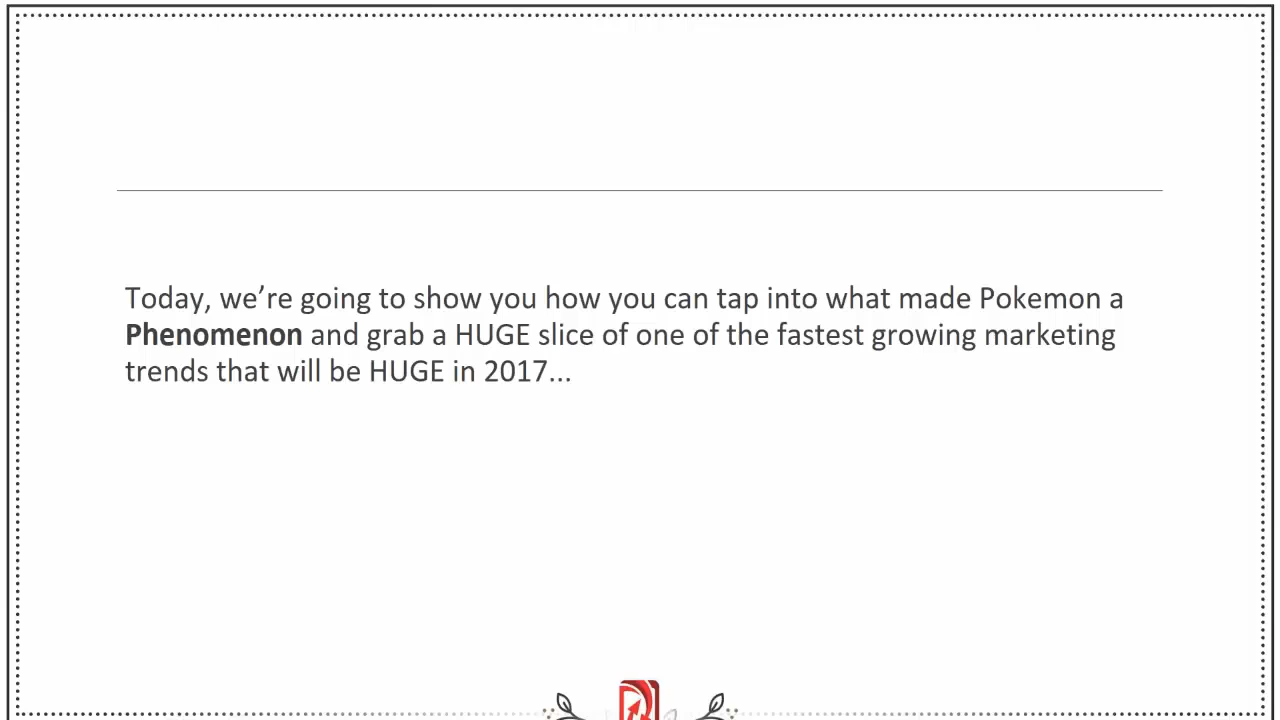 Today, we’re going to show you how you can tap into what made Pokemon a
Phenomenon and grab a HUGE slice of one of the fastest growing marketing
trends that will be HUGE in 2017...